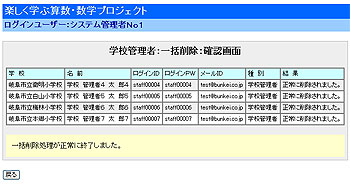 楽しく学ぶ算数・数学プロジェクト
ログインユーザー:システム管理者No1
学校管理者:一括削除:確認画面
学 校 名 前 ログインID ログインPW メールID 種 別 結 果
岐阜市立徹明小学校 学校 管理者4 太 郎4 staff00004 staff00004 test@bunkei.co.jp 学校管理者 正常に削除されました。
岐阜市立白山小学校 学校 管理者5 太 郎5 staff00005 staff00005 test@bunkei.co.jp 学校管理者 正常に削除されました。
岐阜市立梅林小学校 学校 管理者6 太 郎6 staff00006 staff00006 test@bunkei.co.jp 学校管理者 正常に削除されました。
岐阜市立本郷小学校 学校 管理者7 太 郎7 staff00007 staff00007 test@bunkei.co.jp 学校管理者 正常に削除されました。
一括削除処理が正常に終了しました。
戻る